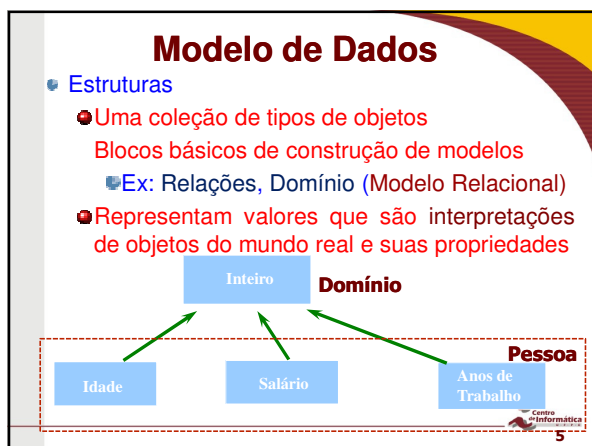 Modelo de Dados
Estruturas
Uma coleção de tipos de objetos
Blocos básicos de construção de modelos
Ex: Relações, Domínio (Modelo Relacional)
Representam valores que são interpretações
de objetos do mundo real e suas propriedades
Inteiro
Domínio
Pessoa
Idade
Salário
Anos de
Trabalho
Centro
de Informática
5